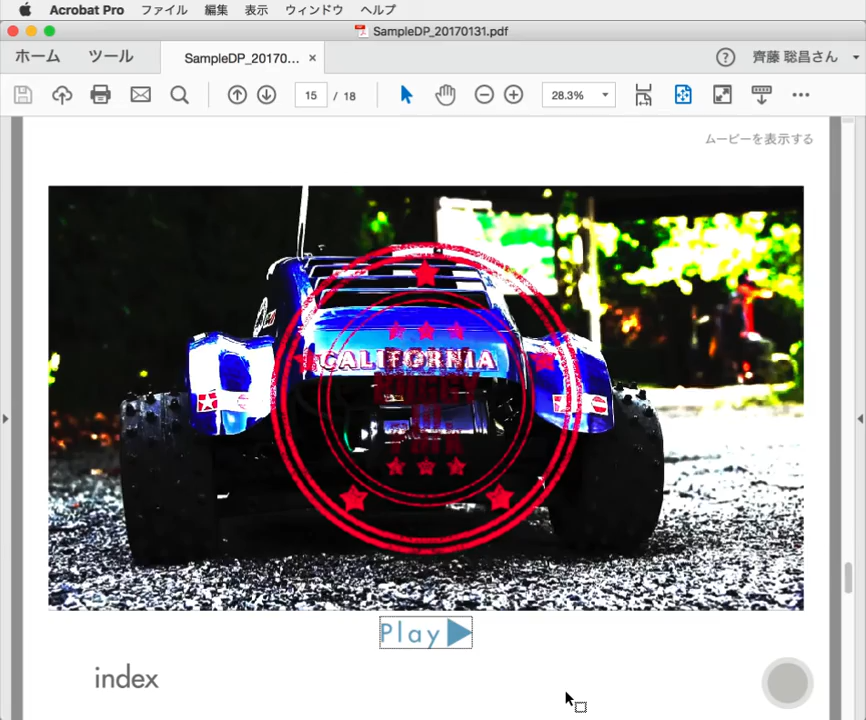 Acrobat Pro ファイル 編集 表示 ウィンドウ ヘルプ
SampleDP_20170131.pdf
ホーム ツール SampleDP_20170... × ? 齊藤 聡昌さん
15 / 18 28.3%
ムービーを表示する
CALIFORNIA
BUGGY
Play
index